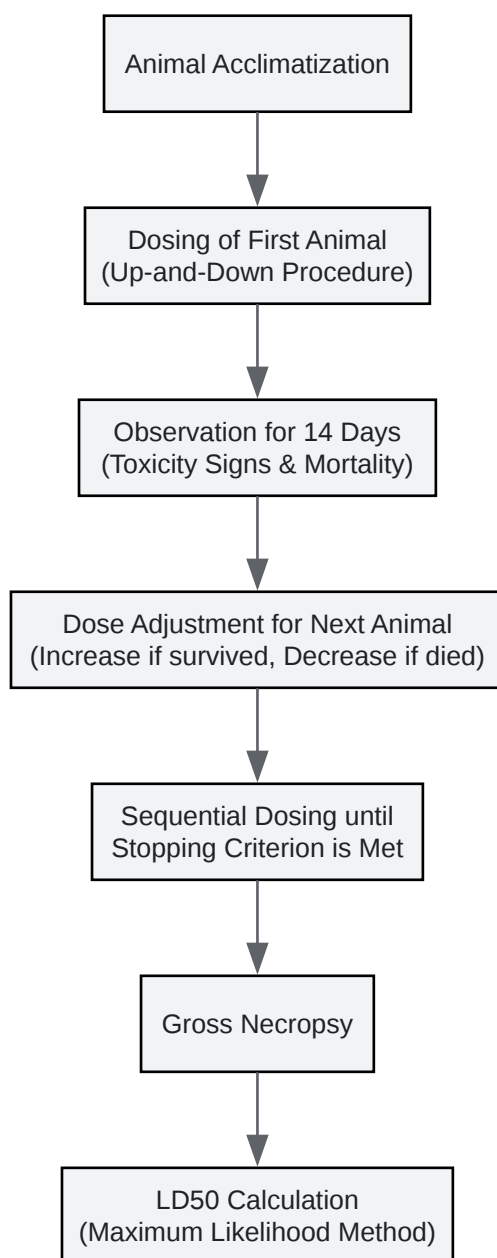 Animal Acclimatization
Dosing of First Animal
(Up-and-Down Procedure)
Observation for 14 Days
(Toxicity Signs & Mortality)
Dose Adjustment for Next Animal
(Increase if survived, Decrease if died)
Sequential Dosing until
Stopping Criterion is Met
Gross Necropsy
LD50 Calculation
(Maximum Likelihood Method)